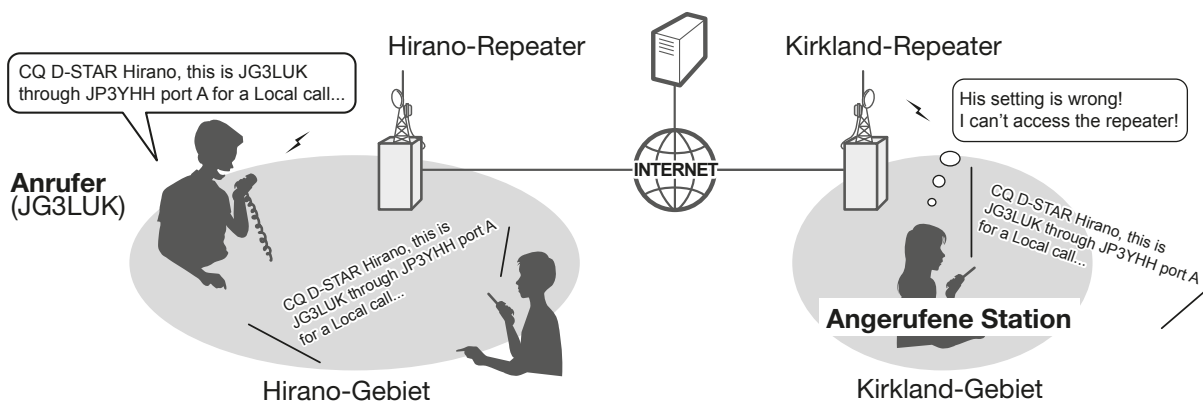 Hirano-Repeater
Kirkland-Repeater
CQ D-STAR Hirano, this is JG3LUK
through JP3YHH port A for a Local call...
His setting is wrong!
I can't access the repeater!
Anrufer
(JG3LUK)
INTERNET
CQ D-STAR Hirano, this is
JG3LUK through JP3YHH port A
for a Local call...
CQ D-STAR Hirano, this is
JG3LUK through JP3YHH port A
for a Local call...
Angerufene Station
Hirano-Gebiet
Kirkland-Gebiet